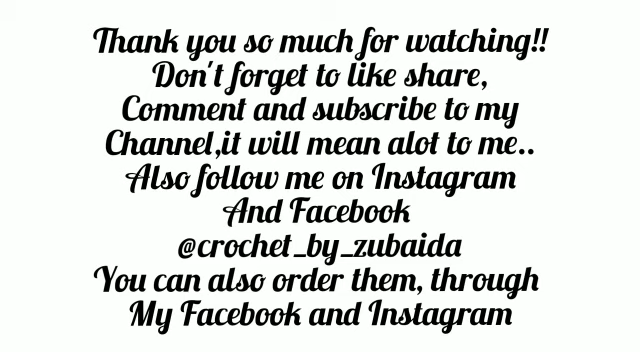 Thank you so much for watching!!
Don't forget to like share,
Comment and subscribe to my
Channel,it will mean alot to me..
Also follow me on Instagram
And Facebook
@crochet_by_zubaida
You can also order them, through
My Facebook and Instagram